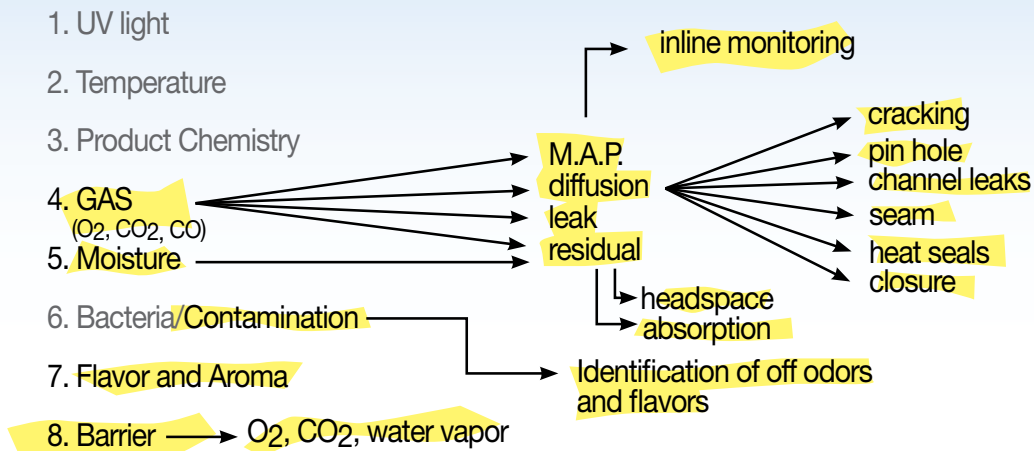 1. UV light
2. Temperature
3. Product Chemistry
4. GAS
(O2, CO2, CO)
5. Moisture
6. Bacteria/Contamination
7. Flavor and Aroma
8. Barrier
O2, CO2, water vapor
inline monitoring
M.A.P.
diffusion
leak
residual
cracking
pin hole
channel leaks
seam
heat seals
closure
headspace
absorption
Identification of off odors
and flavors